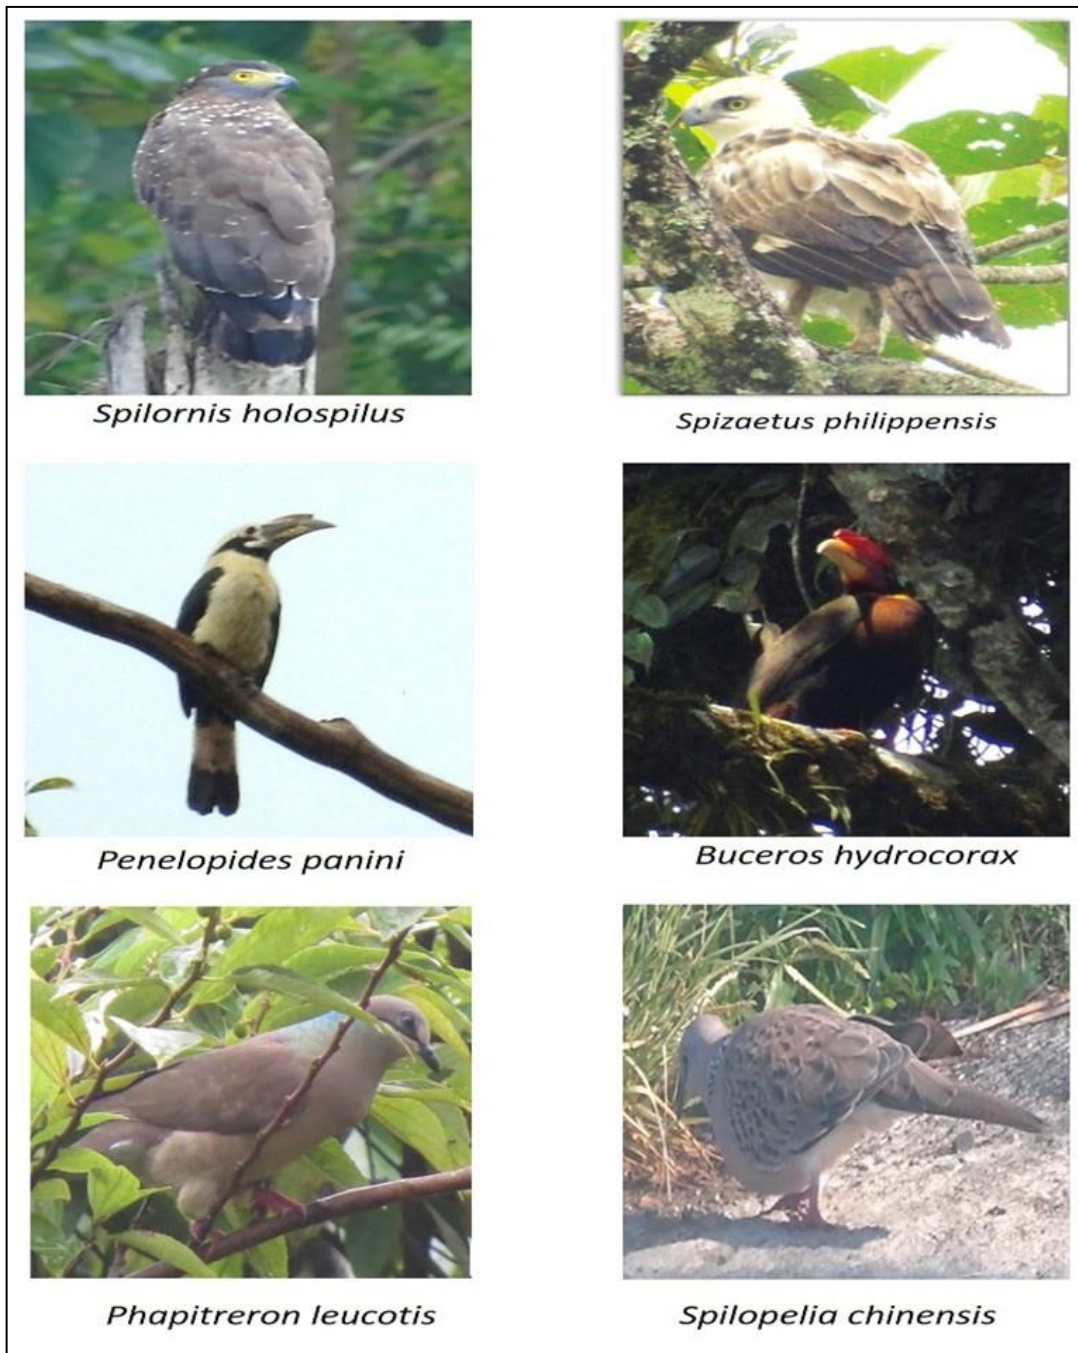 Spilornis holospilus
Spizaetus philippensis
Penelopides panini
Buceros hydrocorax
Phapitreron leucotis
Spilopelia chinensis